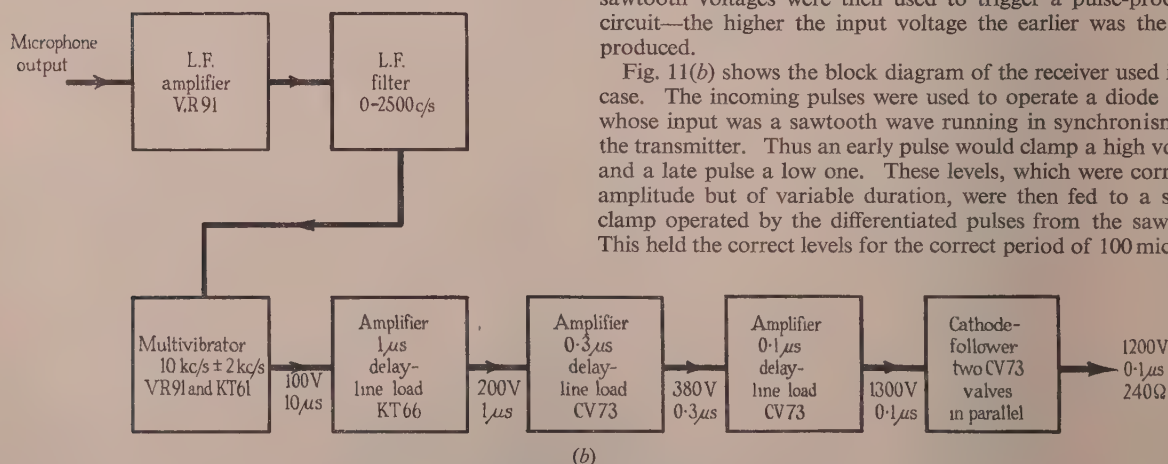 sawtooth voltages were then used to trigger a
circuit—the higher the input voltage the earlier was the
produced.
Fig. 11(b) shows the block diagram of the receiver used
case. The incoming pulses were used to operate a diode
whose input was a sawtooth wave running in synchronism
the transmitter. Thus an early pulse would clamp a high
and a late pulse a low one. These levels, which were
amplitude but of variable duration, were then fed to a
clamp operated by the differentiated pulses from the
This held the correct levels for the correct period of 100
Microphone
output
L.F.
amplifier
V.R 91
L.F.
filter
0-2500 c/s
Multivibrator
10 kc/s ± 2 kc/s
VR91 and KT61
100V
10μs
Amplifier
1μs
delay-
line load
KT66
200V
1μs
Amplifier
0·3μs
delay-
line load
CV73
380V
0·3μs
Amplifier
0·1μs
delay-
line load
CV73
1300V
0·1μs
Cathode-
follower
two CV73
valves
in parallel
1200V
0·1μs
240Ω
(b)